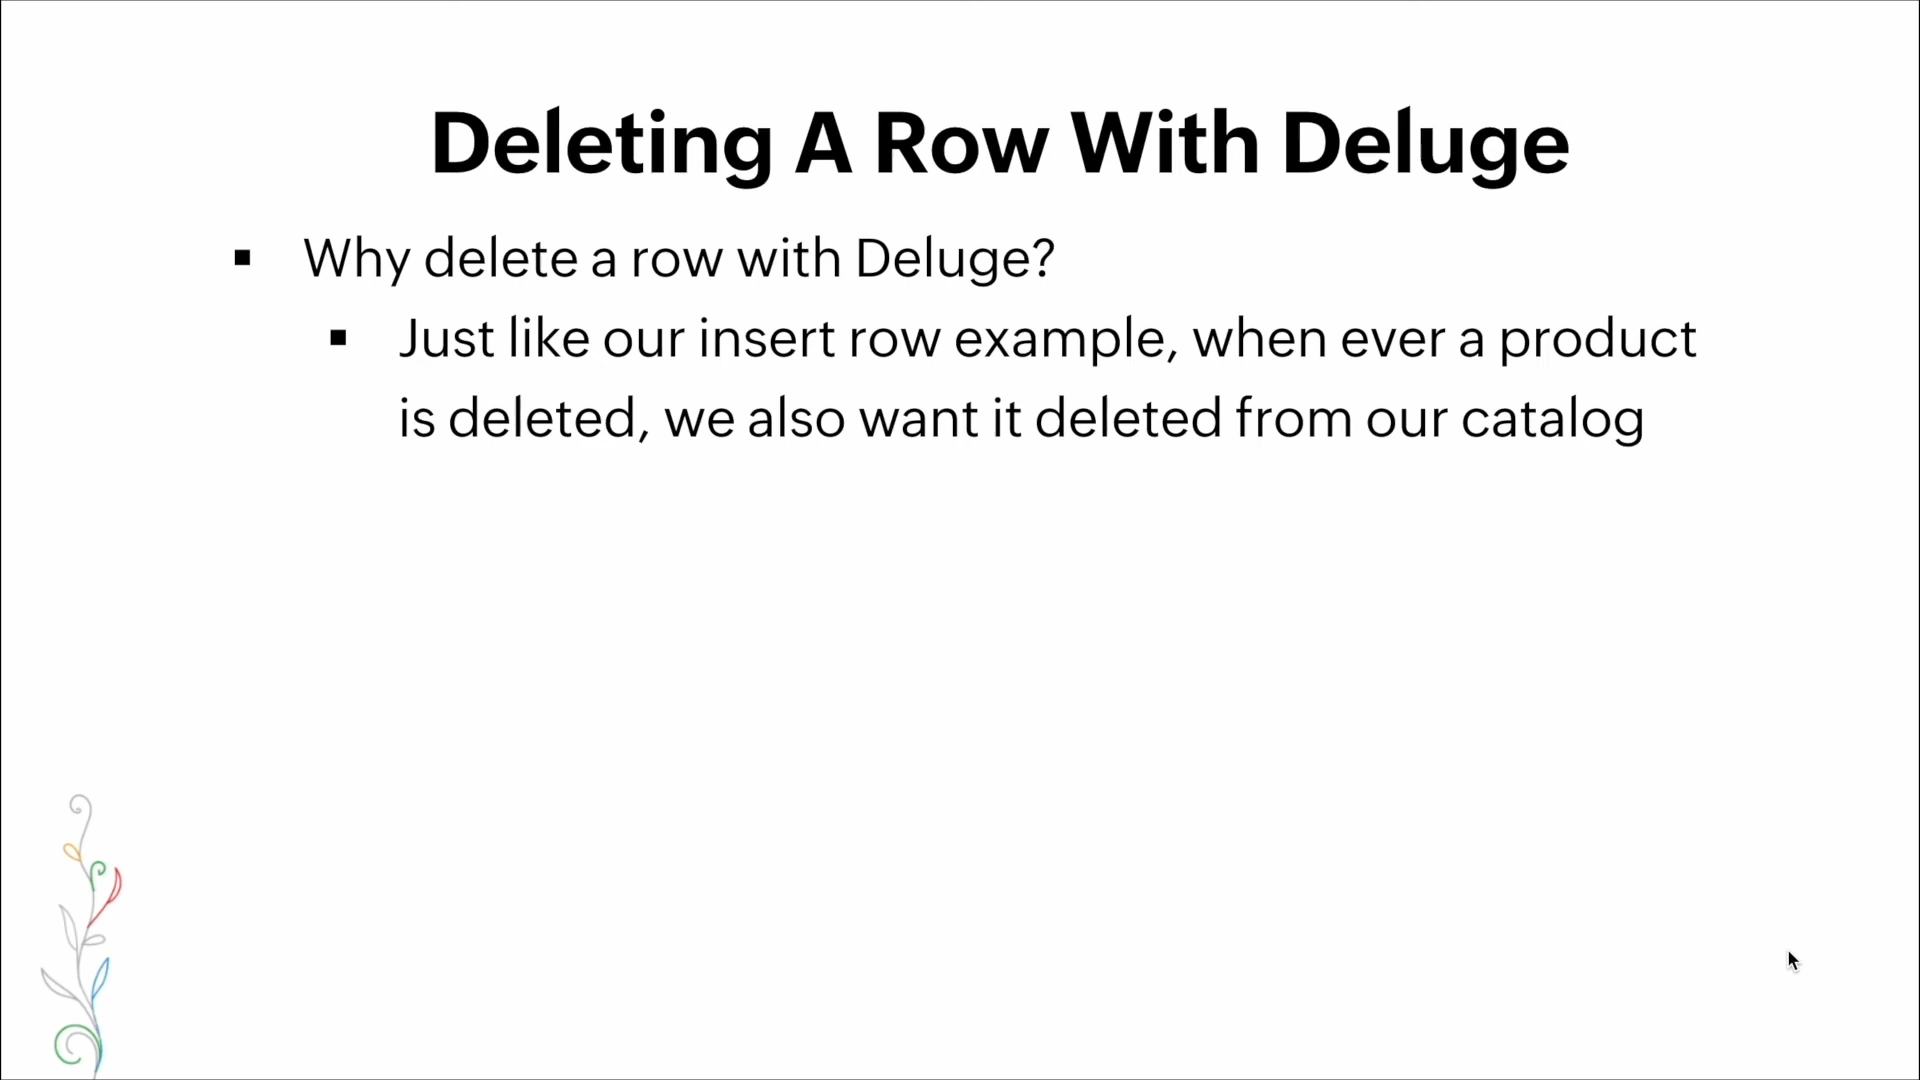 Deleting A Row With Deluge
▪ Why delete a row with Deluge?
▪ Just like our insert row example, when ever a product
is deleted, we also want it deleted from our catalog